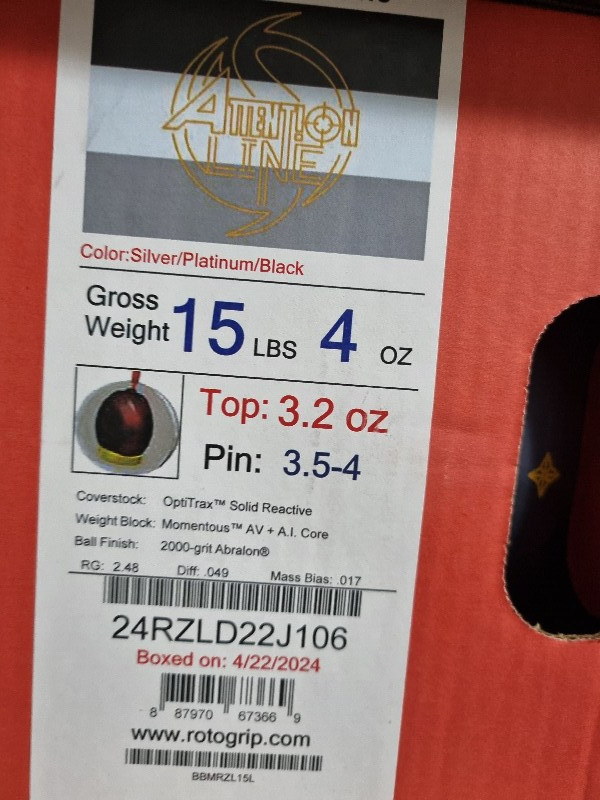 ATTENTION
LINE
Color:Silver/Platinum/Black
Gross Weight 15 LBS 4 OZ
Top: 3.2 oz
Pin: 3.5-4
Coverstock: OptiTrax™ Solid Reactive
Weight Block: Momentous™ AV + A.I. Core
Ball Finish: 2000-grit Abralon®
RG: 2.48 Diff: .049 Mass Bias: .017
24RZLD22J106
Boxed on: 4/22/2024
8 87970 67366 9
www.rotogrip.com
BBMRZL15L